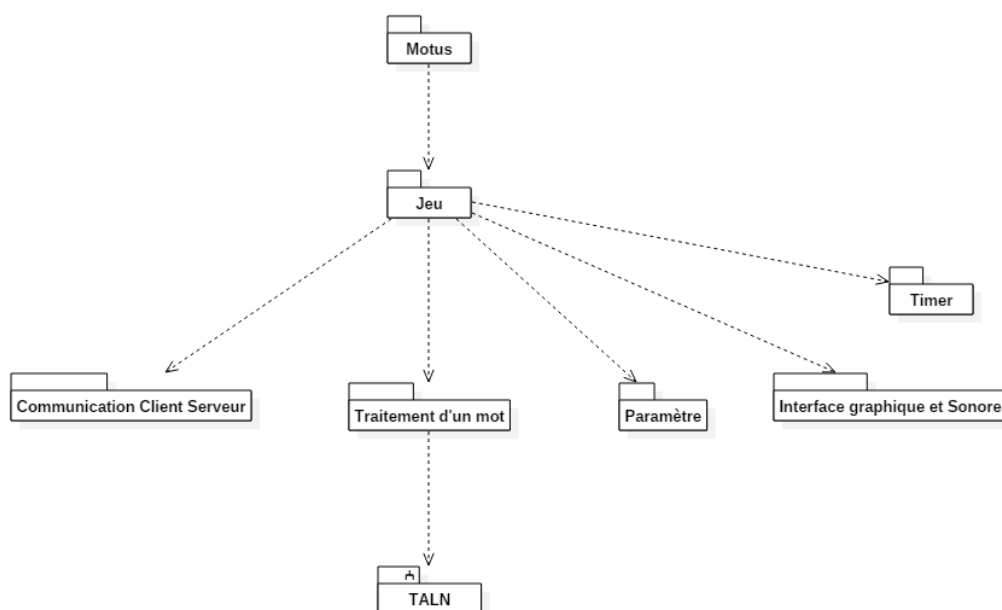 Motus
Jeu
Timer
Communication Client Serveur
Traitement d'un mot
Paramètre
Interface graphique et Sonore
TALN